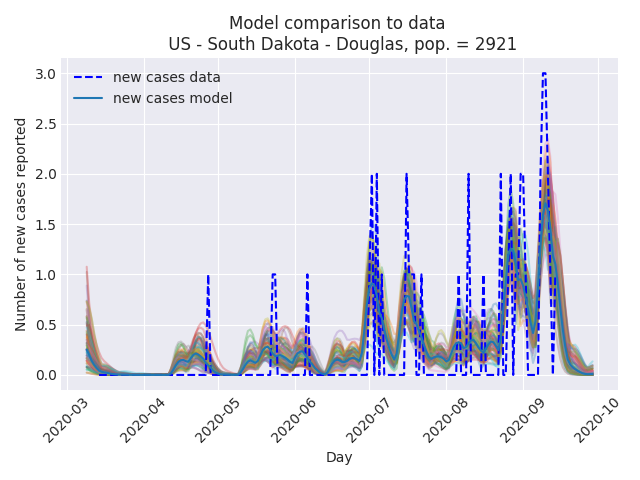 Model comparison to data
US - South Dakota - Douglas, pop. = 2921
new cases data
new cases model
Number of new cases reported
3.0
2.5
2.0
1.5
1.0
0.5
0.0
2020-03
2020-04
2020-05
2020-06
2020-07
2020-08
2020-09
2020-10
Day